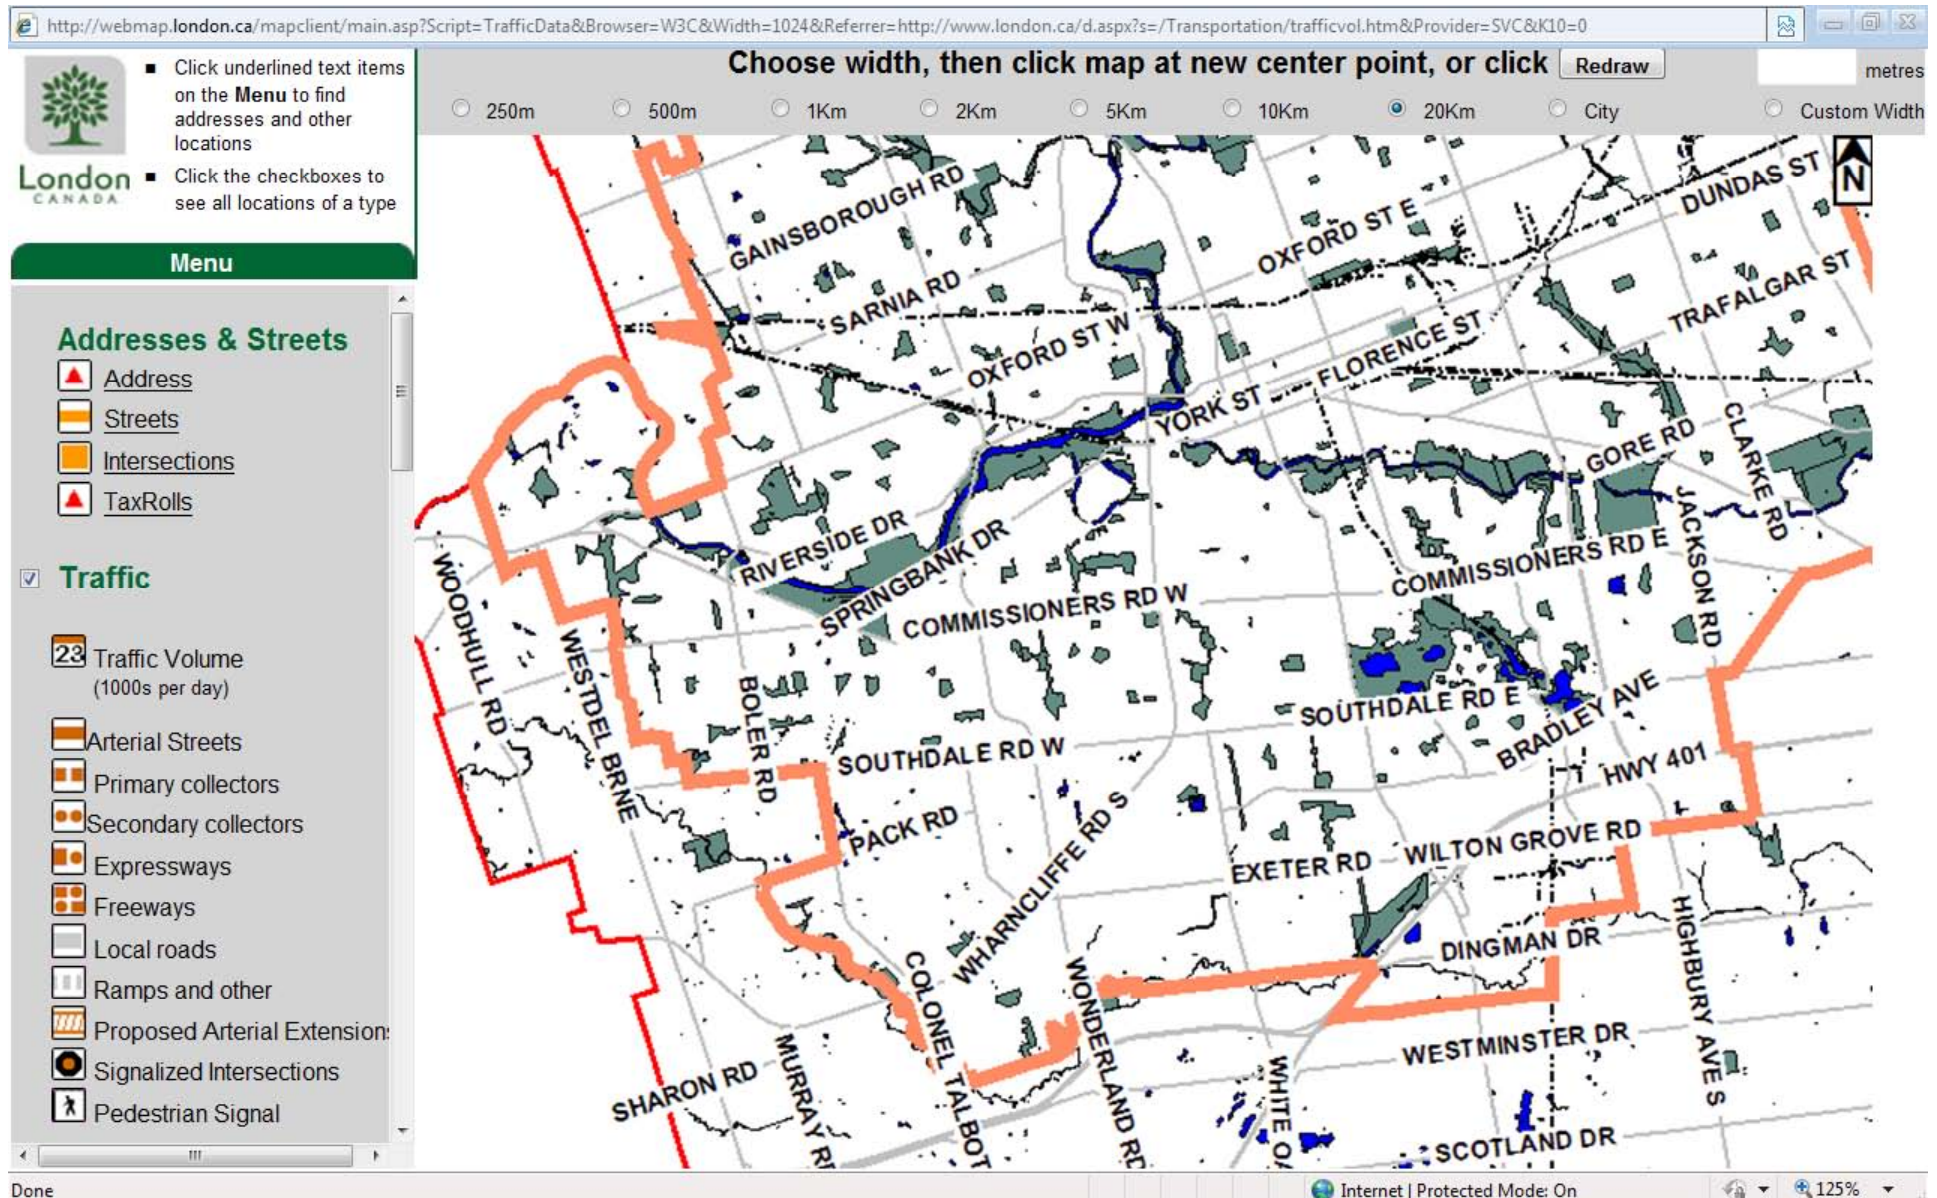 http://webmap.london.ca/mapclient/main.asp?Script=TrafficData&Browser=W3C&Width=1024&Referrer=http://www.london.ca/d.aspx?s=/Transportation/trafficvol.htm&Provider=SVC&K10=0
London
CANADA
■ Click underlined text items
on the Menu to find
addresses and other
locations
■ Click the checkboxes to
see all locations of a type
Choose width, then click map at new center point, or click Redraw
metres
250m 500m 1Km 2Km 5Km 10Km 20Km City Custom Width
Menu
Addresses & Streets
Address
Streets
Intersections
TaxRolls
Traffic
23 Traffic Volume
(1000s per day)
Arterial Streets
Primary collectors
Secondary collectors
Expressways
Freeways
Local roads
Ramps and other
Proposed Arterial Extension
Signalized Intersections
Pedestrian Signal
N
DUNDAS ST
GAINSBOROUGH RD
OXFORD ST E
SARNIA RD
TRAFALGAR ST
OXFORD ST W
FLORENCE ST
YORK ST
GORE RD
CLARKE RD
RIVERSIDE DR
SPRINGBANK DR
JACKSON RD
COMMISSIONERS RD E
COMMISSIONERS RD W
WOODHULL RD
WESTDEL BRNE
BOLER RD
SOUTHDALE RD E
BRADLEY AVE
SOUTHDALE RD W
HWY 401
PACK RD
WHARNCLIFFE RD S
EXETER RD
WILTON GROVE RD
DINGMAN DR
HIGHBURY AVE S
COLONEL TALBOT
WONDERLAND RD
WESTMINSTER DR
SHARON RD
MURRAY
WHITE
SCOTLAND DR
Done
Internet | Protected Mode: On
125%